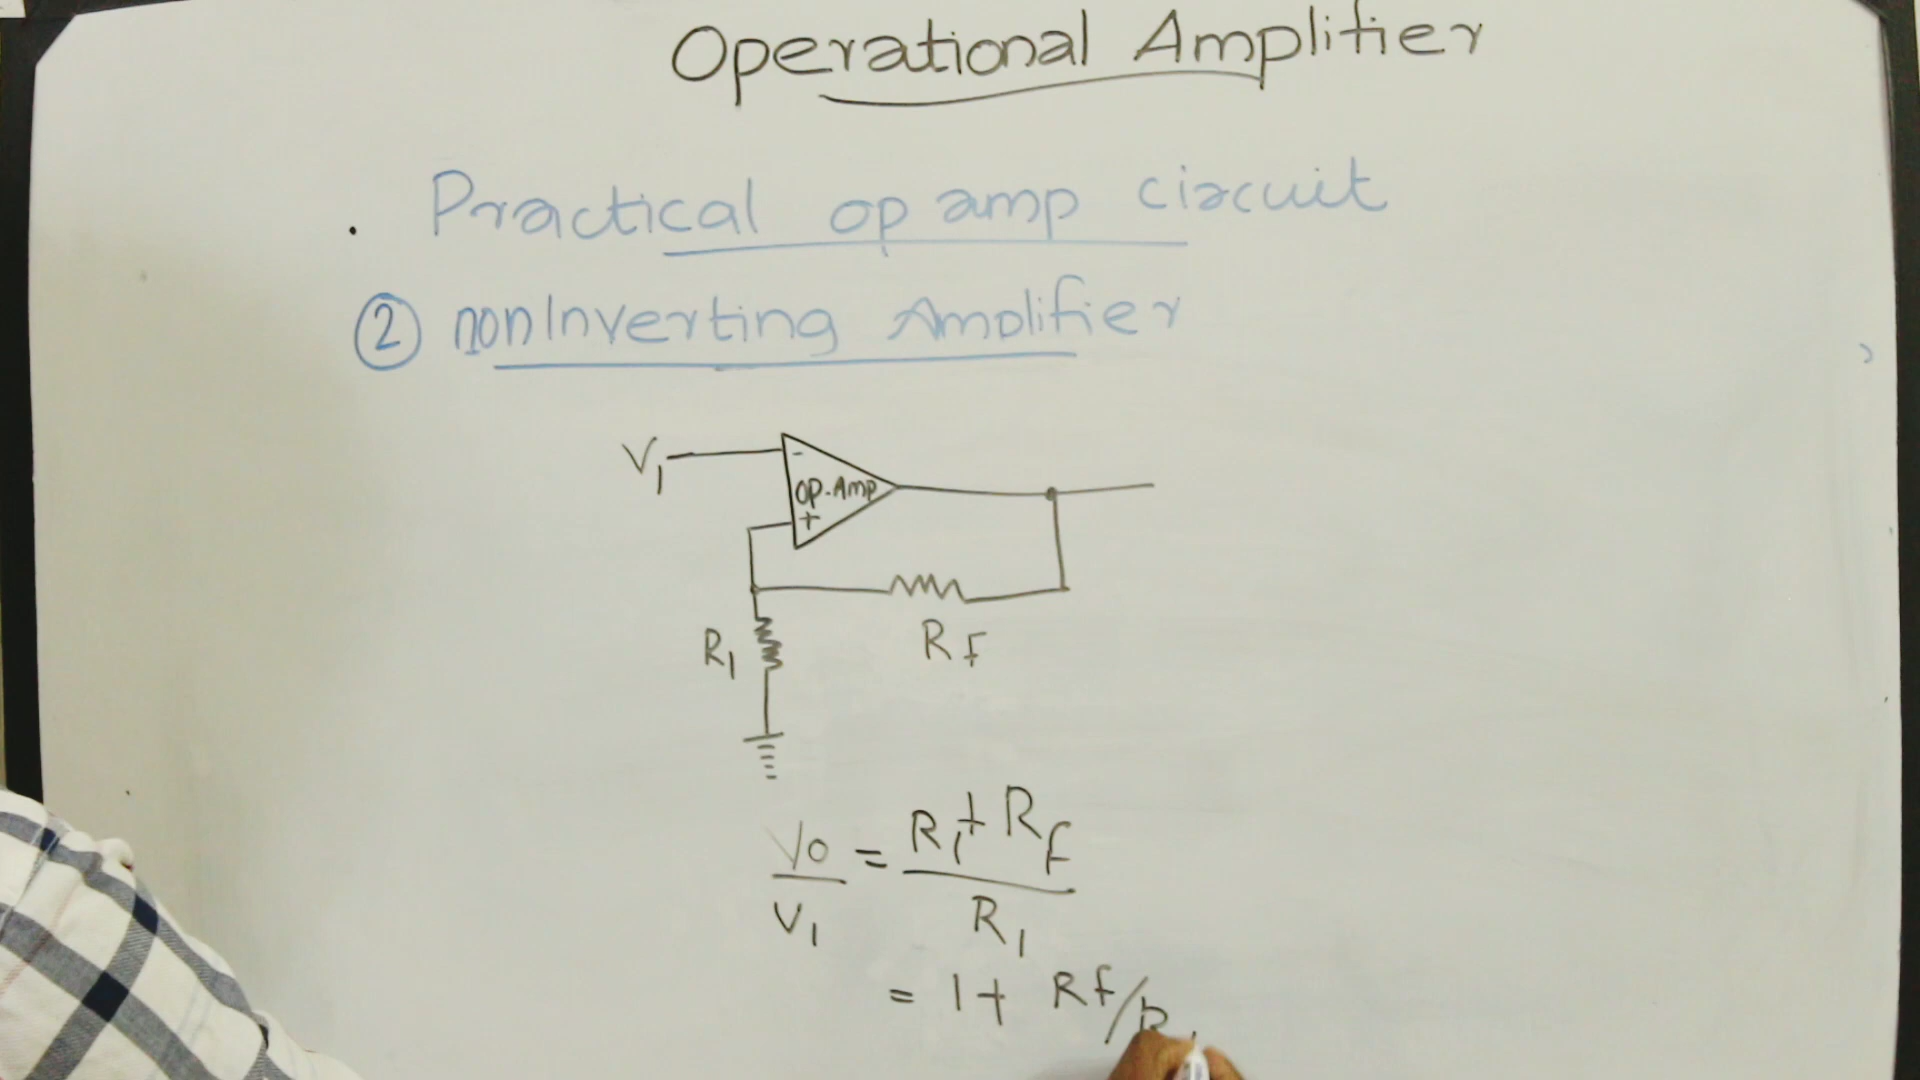 Operational Amplifier
Practical op amp circuit
② nonInverting Amplifier
V1
-
OP-Amp
+
R1
Rf
Vo/V1 = R1+Rf/R1
= 1+ Rf/R